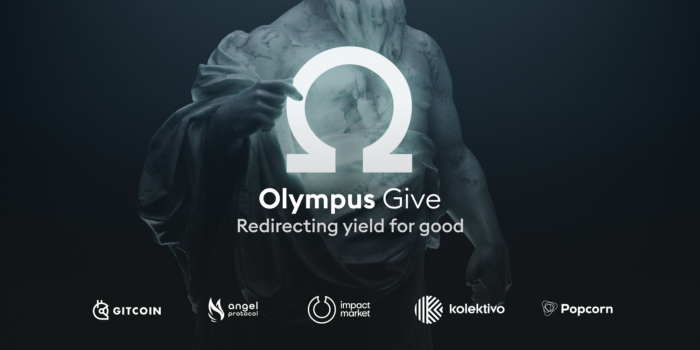 Olympus Give
Redirecting yield for good
GITCOIN
angel
protocol
impact
market
kolektivo
Popcorn